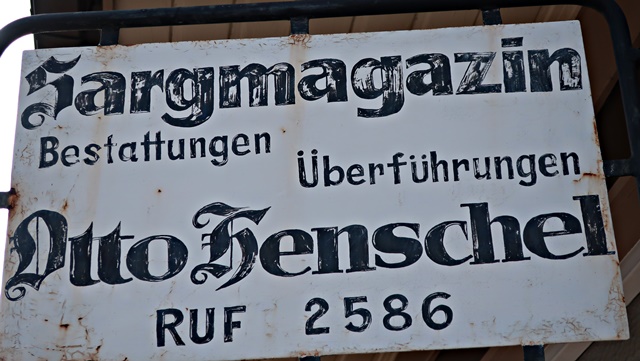 Sargmagazin
Bestattungen
Überführungen
Otto Henschel
RUF 2586